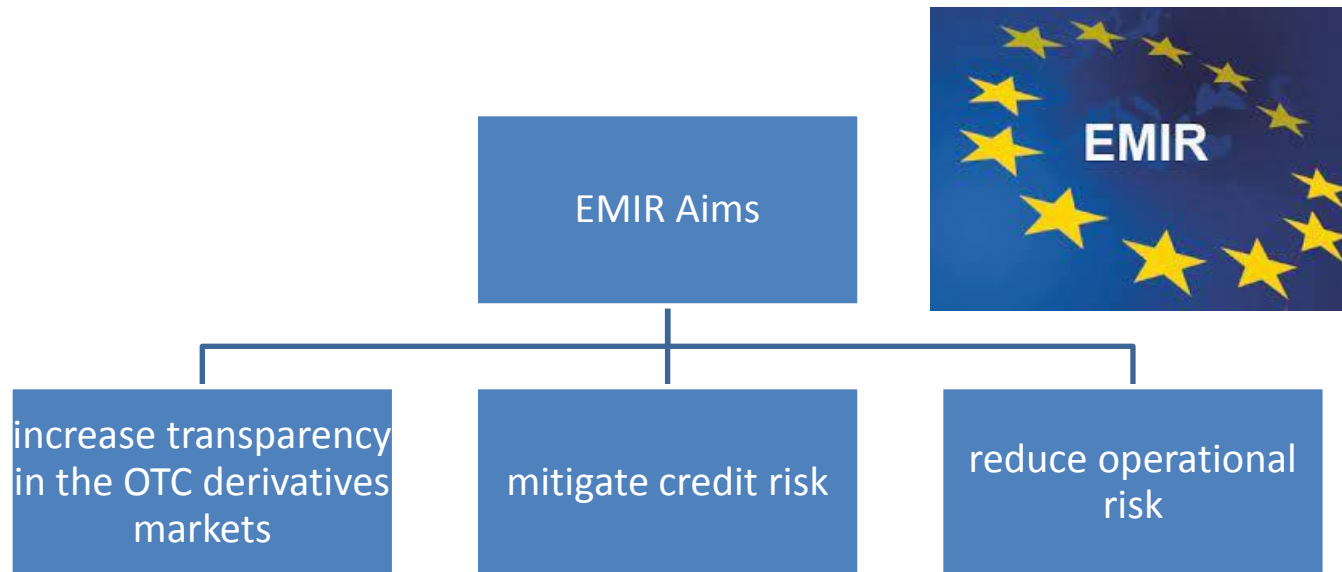 EMIR
EMIR Aims
increase transparency
in the OTC derivatives
markets
mitigate credit risk
reduce operational
risk